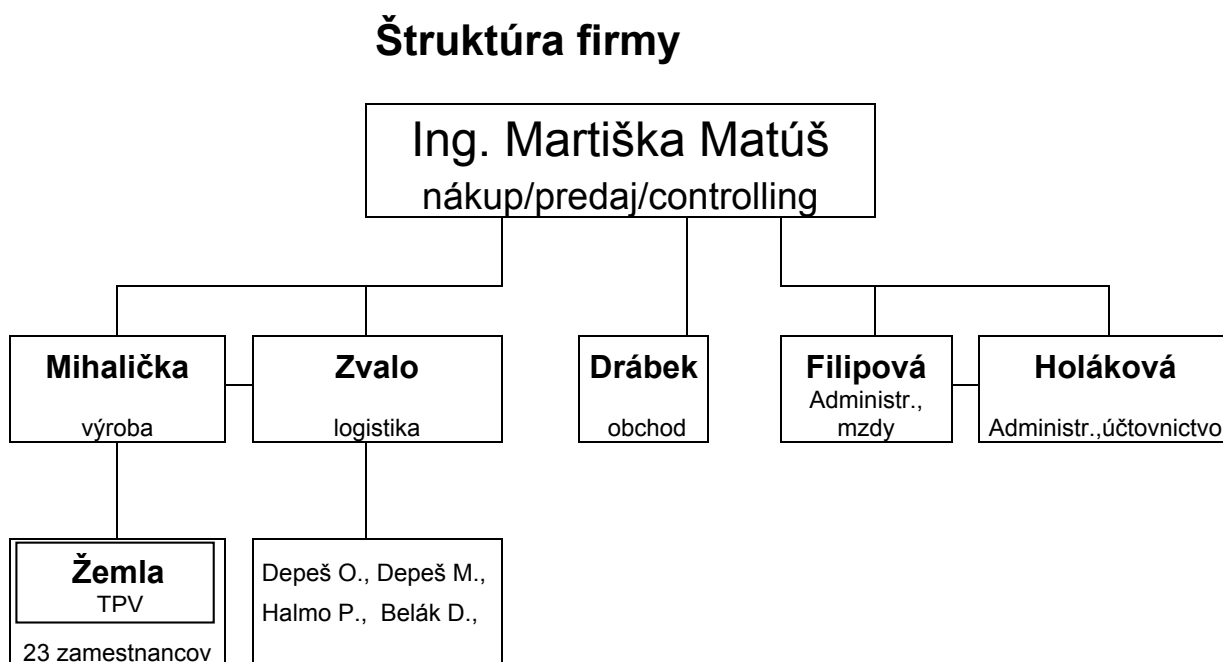 Štruktúra firmy
Ing. Martiška Matúš
nákup/predaj/controlling
Mihalička
výroba
Zvalo
logistika
Drábek
obchod
Filipová
Administr.,
mzdy
Holáková
Administr.,účtovnictvo
Žemla
TPV
23 zamestnancov
Depeš O., Depeš M.,
Halmo P., Belák D.,